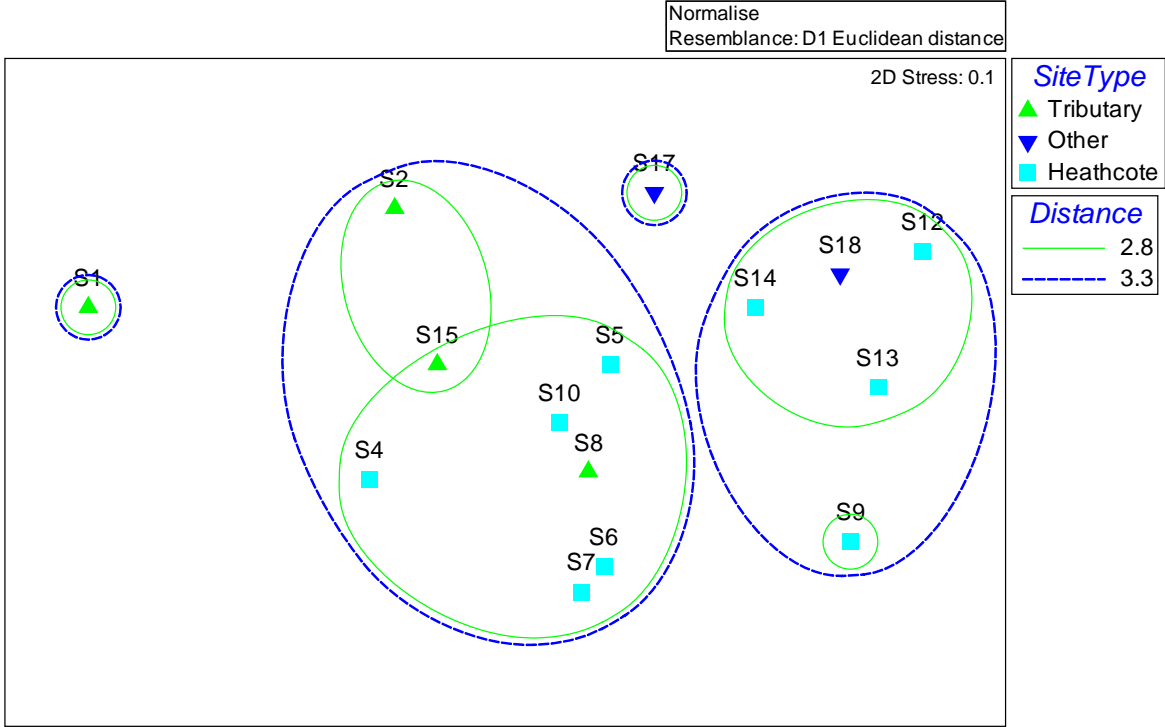 Normalise
Resemblance: D1 Euclidean distance
2D Stress: 0.1
SiteType
Tributary
Other
Heathcote
Distance
2.8
3.3
S17
S2
S12
S18
S1
S14
S15
S5
S13
S10
S8
S4
S9
S6
S7